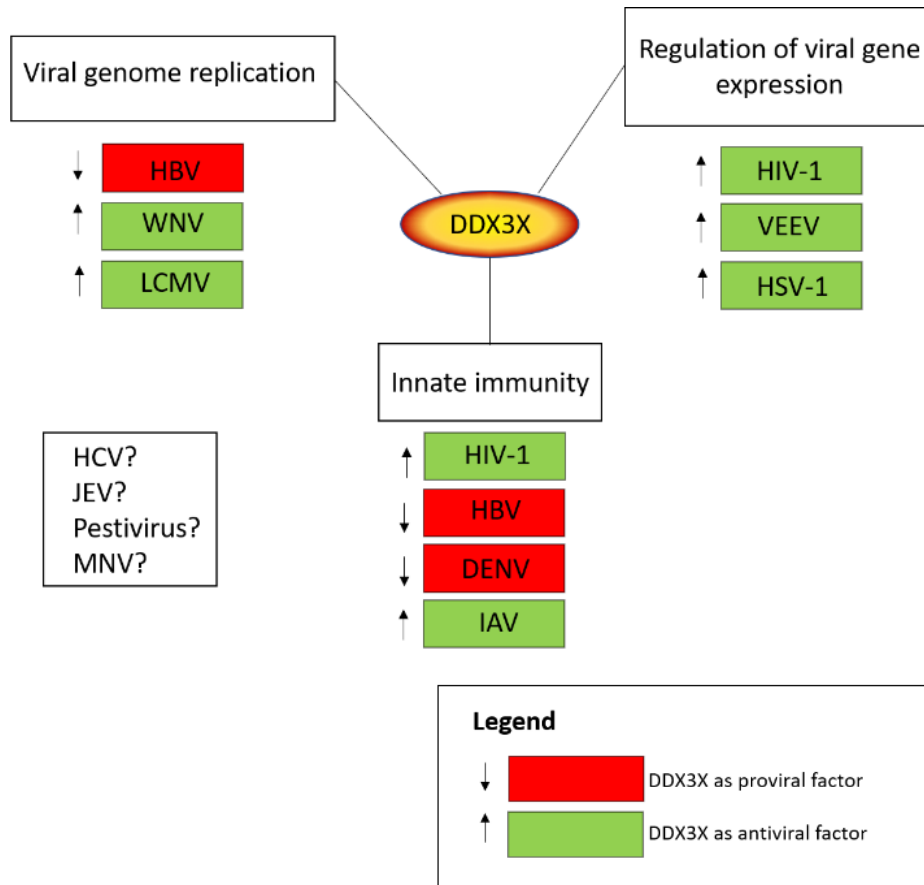 Viral genome replication
HBV
WNV
LCMV
Regulation of viral gene
expression
HIV-1
VEEV
HSV-1
DDX3X
Innate immunity
HIV-1
HBV
DENV
IAV
HCV?
JEV?
Pestivirus?
MNV?
Legend
DDX3X as proviral factor
DDX3X as antiviral factor